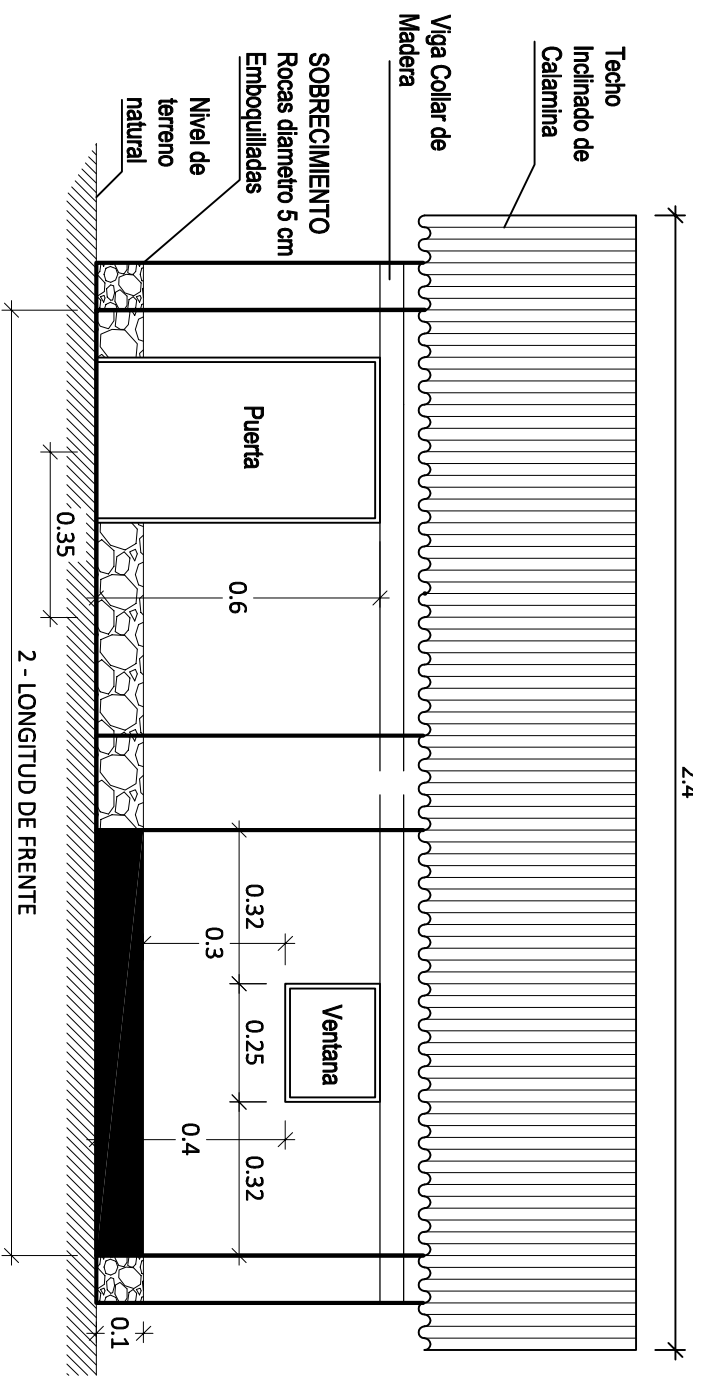 2.4
Techo
Inclinado de
Calamina
Viga Collar de
Madera
SOBRECIMIENTO
Rocas diametro 5 cm
Emboquilladas
Nivel de
terreno
natural
Puerta
0.6
0.35
0.32
0.3
0.25
Ventana
0.4
0.32
0.1
2 - LONGITUD DE FRENTE